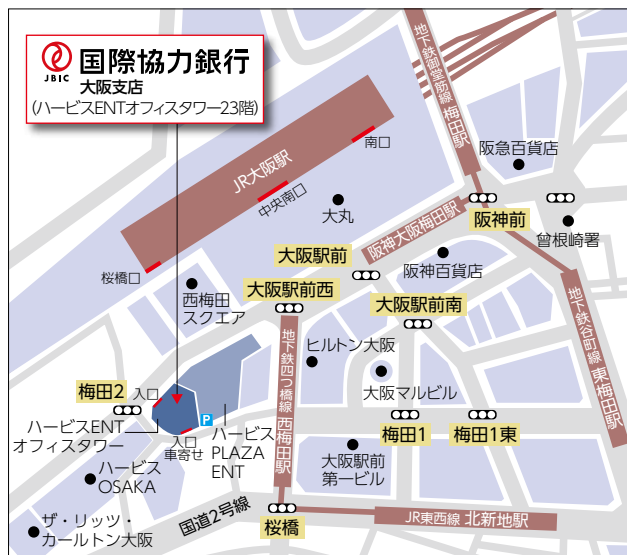 JBIC
国際協力銀行
大阪支店
(ハービスENTオフィスタワー23階)
地下鉄御堂筋線 梅田駅
JR大阪駅
南口
中央南口
桜橋口
大丸
阪急百貨店
阪神前
曾根崎署
阪神大阪梅田駅
阪神百貨店
大阪駅前
大阪駅前西
大阪駅前南
西梅田
スクエア
地下鉄谷町線 東梅田駅
地下鉄四つ橋線 西梅田駅
ヒルトン大阪
大阪マルビル
梅田2
入口
P
梅田1
梅田1東
ハービスENT
オフィスタワー
入口
車寄せ
ハービス
PLAZA
ENT
大阪駅前
第一ビル
ハービス
OSAKA
国道2号線
桜橋
JR東西線 北新地駅
ザ・リッツ・
カールトン大阪